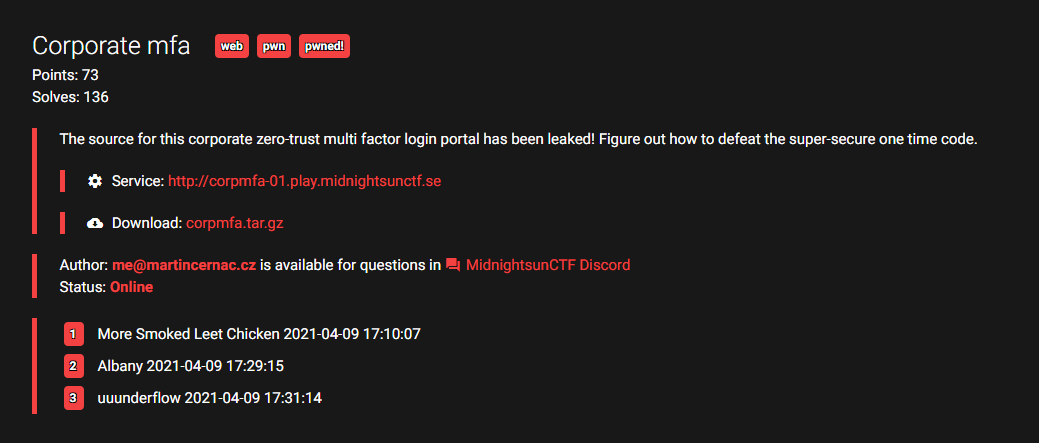 Corporate mfa web pwn pwned!
Points: 73
Solves: 136
The source for this corporate zero-trust multi factor login portal has been leaked! Figure out how to defeat the super-secure one time code.
Service: http://corpmfa-01.play.midnightsunctf.se
Download: corpmfa.tar.gz
Author: me@martincernac.cz is available for questions in MidnightsunCTF Discord
Status: Online
1 More Smoked Leet Chicken 2021-04-09 17:10:07
2 Albany 2021-04-09 17:29:15
3 uuunderflow 2021-04-09 17:31:14